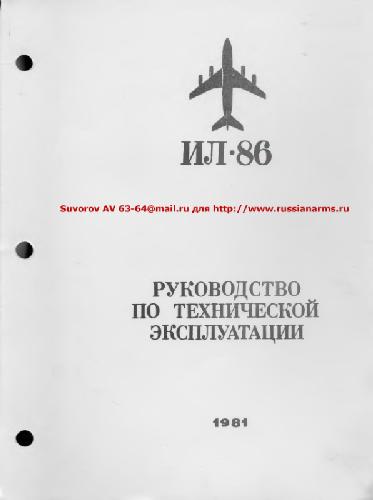 ИЛ·86
Suvorov AV 63-64@mail.ru для http://www.russianarms.ru
РУКОВОДСТВО
ПО ТЕХНИЧЕСКОЙ
ЭКСПЛУАТАЦИИ
1981